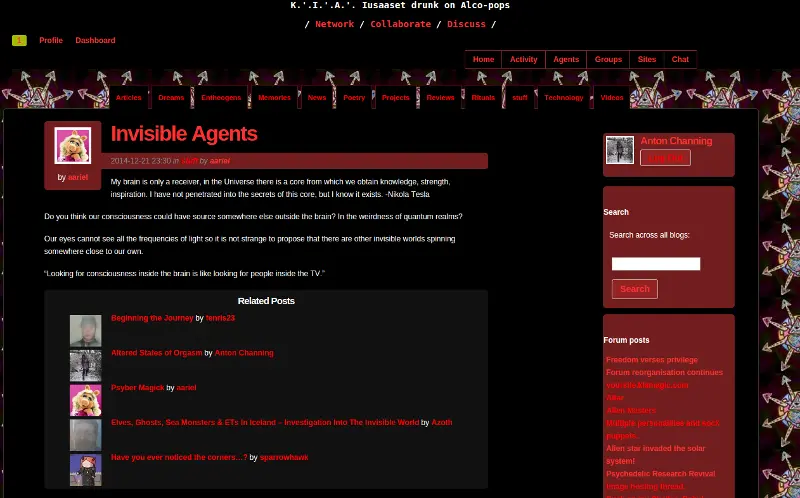 K.'.I.'.A.'. Iusaaset drunk on Alco-pops
/ Network / Collaborate / Discuss /
1 Profile Dashboard
Home Activity Agents Groups Sites Chat
Articles Dreams Entheogens Memories News Poetry Projects Reviews Rituals stuff Technology Videos
Invisible Agents
2014-12-21 23:30 in stuff by aariel
by aariel
My brain is only a receiver, in the Universe there is a core from which we obtain knowledge, strength,
inspiration. I have not penetrated into the secrets of this core, but I know it exists. -Nikola Tesla
Do you think our consciousness could have source somewhere else outside the brain? In the weirdness of quantum realms?
Our eyes cannot see all the frequencies of light so it is not strange to propose that there are other invisible worlds spinning
somewhere close to our own.
“Looking for consciousness inside the brain is like looking for people inside the TV.”
Related Posts
Beginning the Journey by fenris23
Altared States of Orgasm by Anton Channing
Psyber Magick by aariel
Elves, Ghosts, Sea Monsters & ETs In Iceland – Investigation Into The Invisible World by Azoth
Have you ever noticed the corners…? by sparrowhawk
Anton Channing
Search
Search across all blogs:
Search
Forum posts
Freedom verses privilege
Forum reorganisation continues
Multiple personalities and sock
puppets..
Alien star invaded the solar
system!
Psychedelic Research Revival
Image hosting thread.